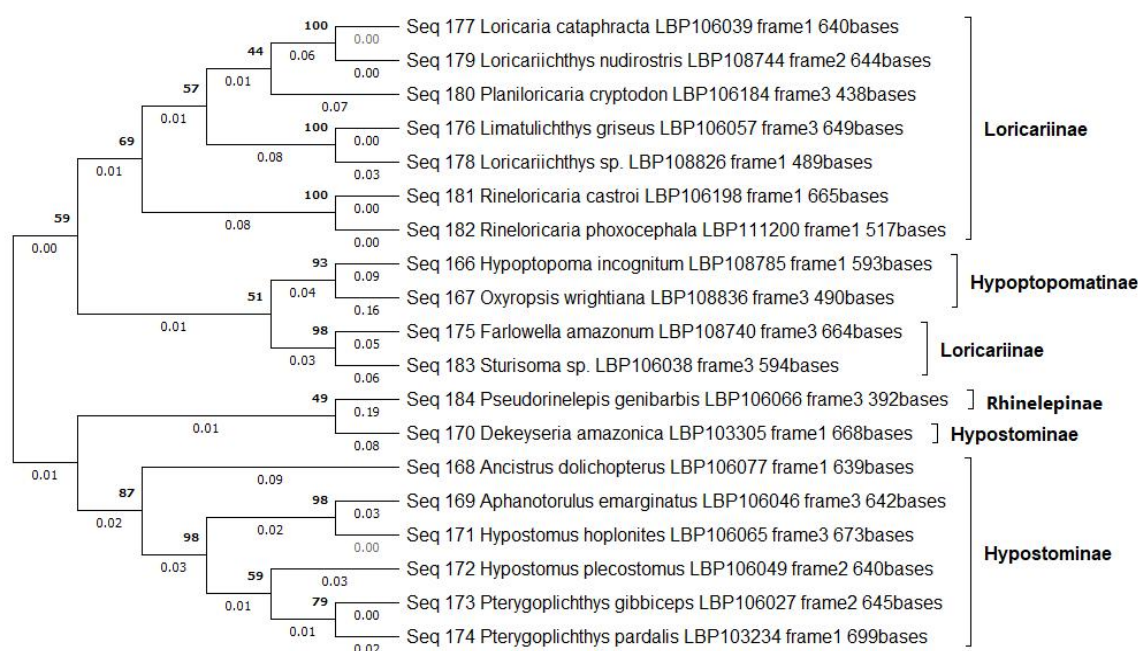 100
Seq 177 Loricaria cataphracta LBP106039 frame1 640bases
0.00
44
0.06
Seq 179 Loricariichthys nudirostris LBP108744 frame2 644bases
0.00
57
0.01
Seq 180 Planiloricaria cryptodon LBP106184 frame3 438bases
0.07
69
0.01
100
Seq 176 Limatulichthys griseus LBP106057 frame3 649bases
0.00
Loricariinae
0.08
Seq 178 Loricariichthys sp. LBP108826 frame1 489bases
0.03
0.01
100
Seq 181 Rineloricaria castroi LBP106198 frame1 665bases
0.00
59
0.08
Seq 182 Rineloricaria phoxocephala LBP111200 frame1 517bases
0.00
0.00
93
Seq 166 Hypoptopoma incognitum LBP108785 frame1 593bases
0.09
Hypoptopomatinae
51
0.04
Seq 167 Oxyropsis wrightiana LBP108836 frame3 490bases
0.16
0.01
98
Seq 175 Farlowella amazonum LBP108740 frame3 664bases
0.05
Loricariinae
0.03
Seq 183 Sturisoma sp. LBP106038 frame3 594bases
0.06
49
Seq 184 Pseudorinelepis genibarbis LBP106066 frame3 392bases
Rhinelepinae
0.19
0.01
Seq 170 Dekeyseria amazonica LBP103305 frame1 668bases
Hypostominae
0.08
0.01
87
Seq 168 Ancistrus dolichopterus LBP106077 frame1 639bases
0.09
0.02
98
Seq 169 Aphanotorulus emarginatus LBP106046 frame3 642bases
0.03
98
0.02
Seq 171 Hypostomus hoplonites LBP106065 frame3 673bases
0.00
Hypostominae
0.03
59
Seq 172 Hypostomus plecostomus LBP106049 frame2 640bases
0.03
0.01
79
Seq 173 Pterygoplichthys gibbiceps LBP106027 frame2 645bases
0.00
0.01
Seq 174 Pterygoplichthys pardalis LBP103234 frame1 699bases
0.02